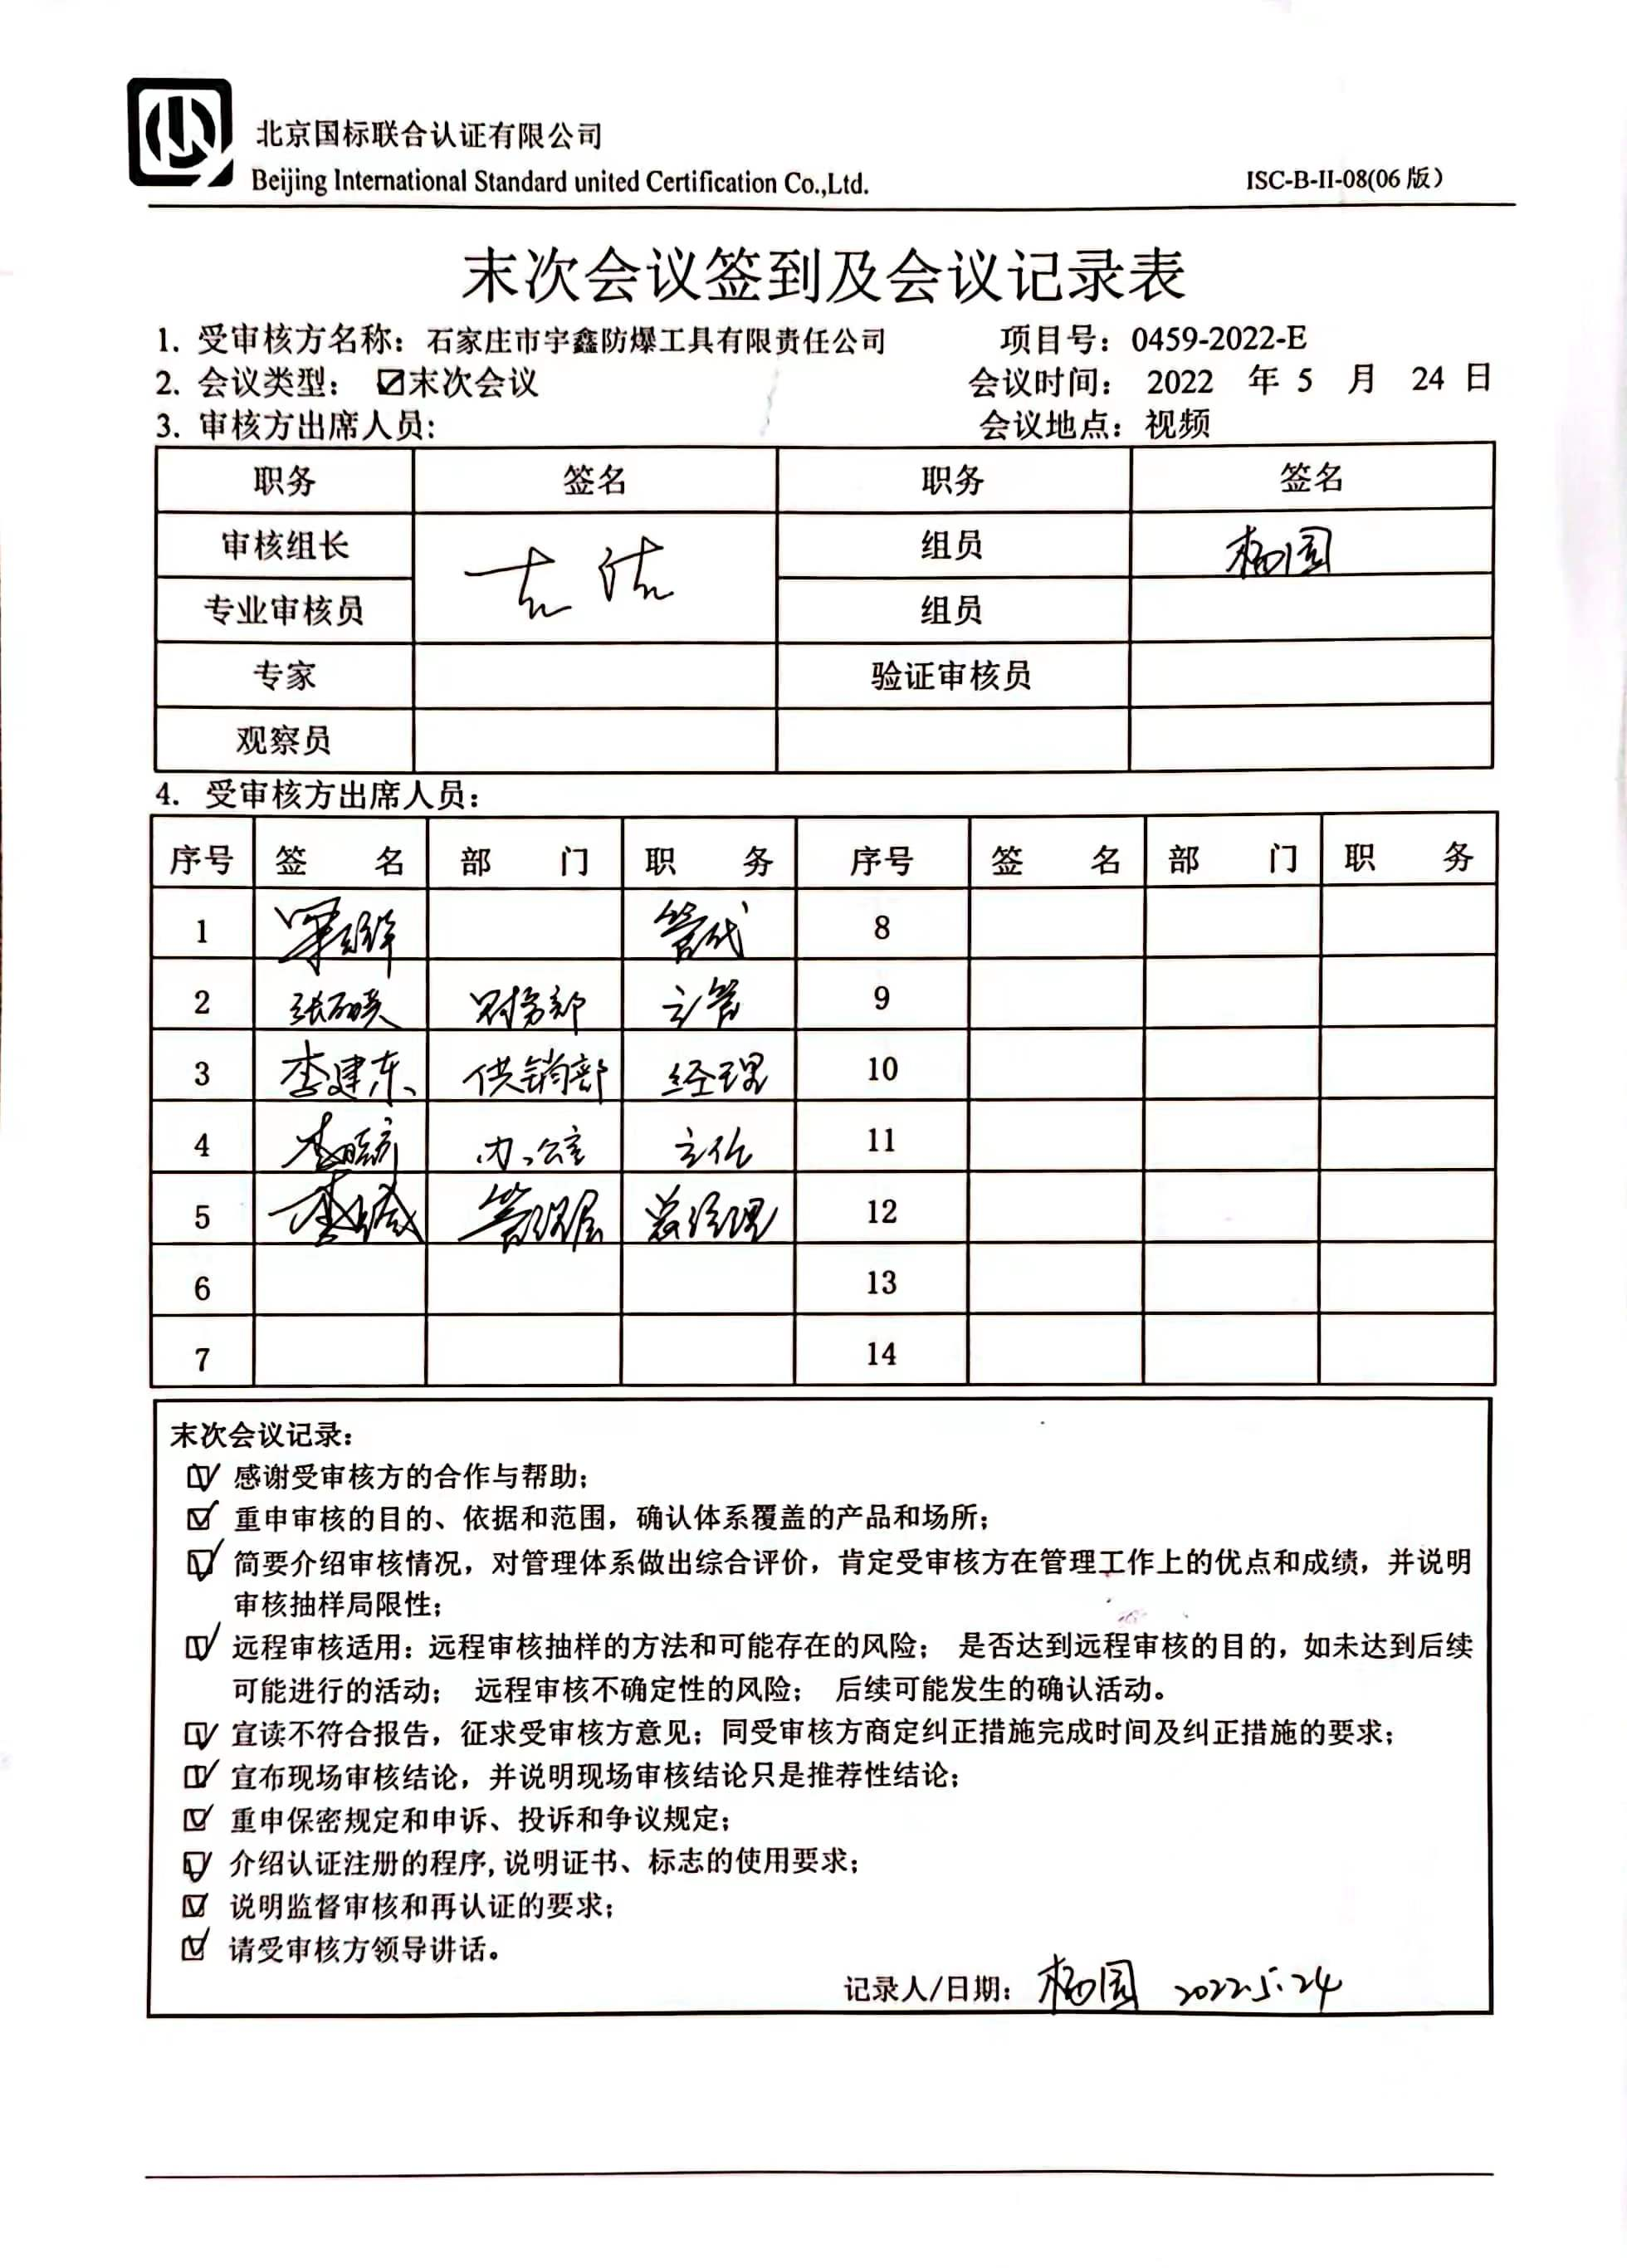 北京国标联合认证有限公司
Beijing International Standard united Certification Co.,Ltd.
ISC-B-II-08(06 版)
末次会议签到及会议记录表
1. 受审核方名称: 石家庄市宇鑫防爆工具有限责任公司 项目号: 0459-2022-E
2. 会议类型: ☑末次会议 会议时间: 2022 年 5 月 24 日
3. 审核方出席人员: 会议地点: 视频
职务 签名 职务 签名
审核组长 吉洁 组员 杨园
专业审核员 组员
专家 验证审核员
观察员
4. 受审核方出席人员:
序号 签 名 部 门 职 务 序号 签 名 部 门 职 务
1 管代 8
2 财务部 主管 9
3 李建东 供销部 经理 10
4 办公室 主任 11
5 管理层 总经理 12
6 13
7 14
末次会议记录:
☑ 感谢受审核方的合作与帮助;
☑ 重申审核的目的、依据和范围，确认体系覆盖的产品和场所;
☑ 简要介绍审核情况，对管理体系做出综合评价，肯定受审核方在管理工作上的优点和成绩，并说明
审核抽样局限性;
☑ 远程审核适用: 远程审核抽样的方法和可能存在的风险; 是否达到远程审核的目的，如未达到后续
可能进行的活动; 远程审核不确定性的风险; 后续可能发生的确认活动。
☑ 宣读不符合报告，征求受审核方意见; 同受审核方商定纠正措施完成时间及纠正措施的要求;
☑ 宣布现场审核结论，并说明现场审核结论只是推荐性结论;
☑ 重申保密规定和申诉、投诉和争议规定;
☑ 介绍认证注册的程序, 说明证书、标志的使用要求;
☑ 说明监督审核和再认证的要求;
☑ 请受审核方领导讲话。
记录人/日期: 杨园 2022.5.24